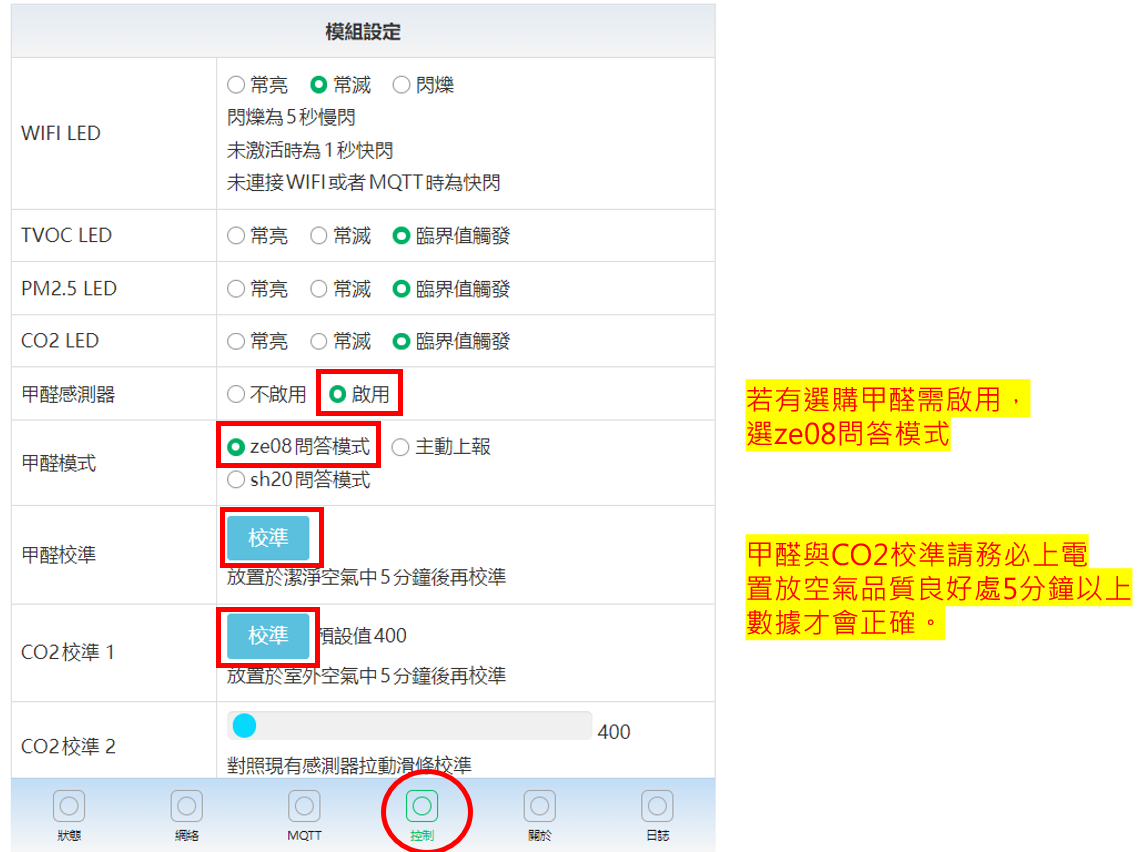 模組設定
WIFI LED
常亮 常滅 閃爍
閃爍為5秒慢閃
未激活時為1秒快閃
未連接WIFI或者MQTT時為快閃
TVOC LED
常亮 常滅 臨界值觸發
PM2.5 LED
常亮 常滅 臨界值觸發
CO2 LED
常亮 常滅 臨界值觸發
甲醛感測器
不啟用 啟用
甲醛模式
ze08問答模式 主動上報
sh20問答模式
甲醛校準
校準
放置於潔淨空氣中5分鐘後再校準
CO2校準 1
校準 預設值400
放置於室外空氣中5分鐘後再校準
CO2校準 2
400
對照現有感測器拉動滑條校準
狀態 網絡 MQTT 控制 關於 日誌
若有選購甲醛需啟用，
選ze08問答模式
甲醛與CO2校準請務必上電
置放空氣品質良好處5分鐘以上
數據才會正確。